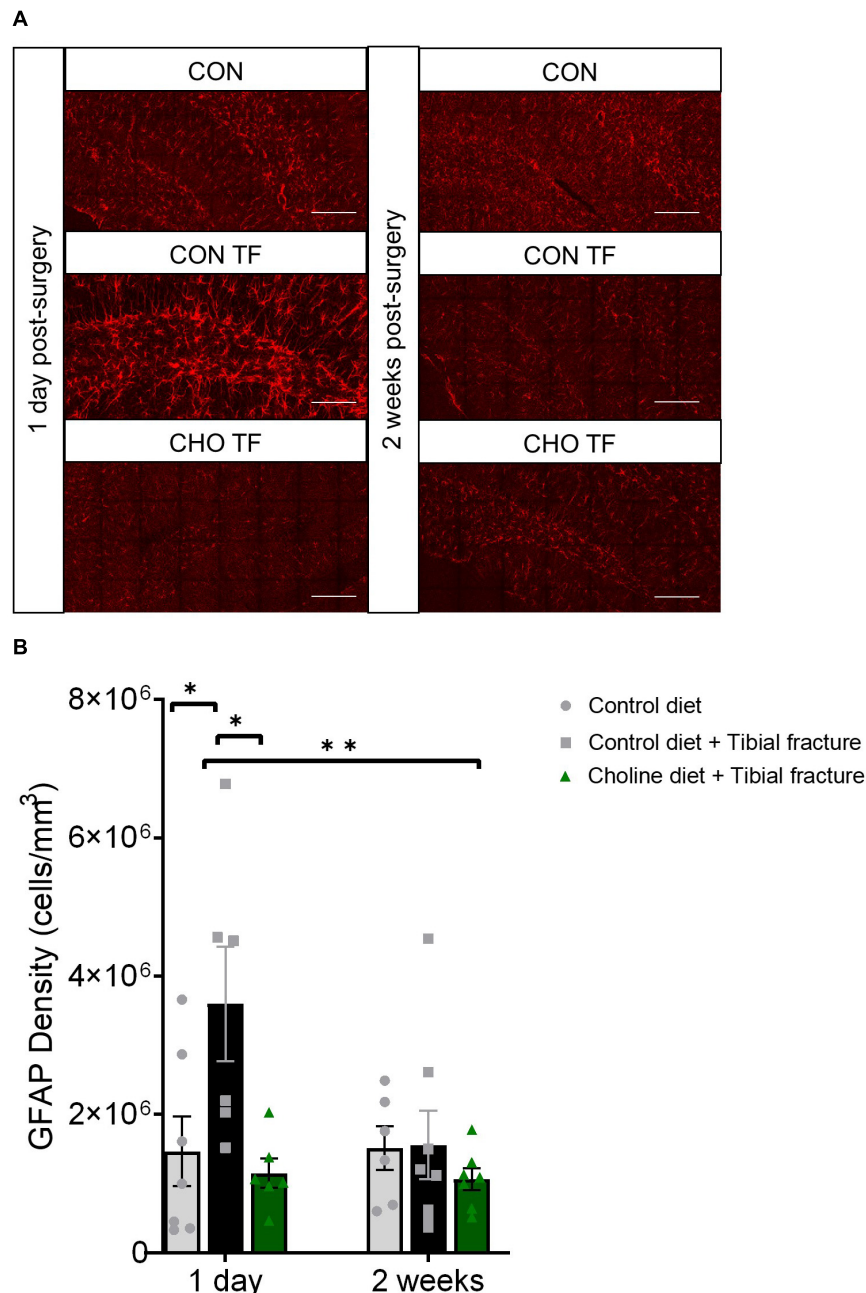 A
1 day post-surgery
CON
CON TF
CHO TF
2 weeks post-surgery
CON
CON TF
CHO TF
B
GFAP Density (cells/mm³)
8×10⁶
6×10⁶
4×10⁶
2×10⁶
0
*
*
* *
1 day
2 weeks
Control diet
Control diet + Tibial fracture
Choline diet + Tibial fracture